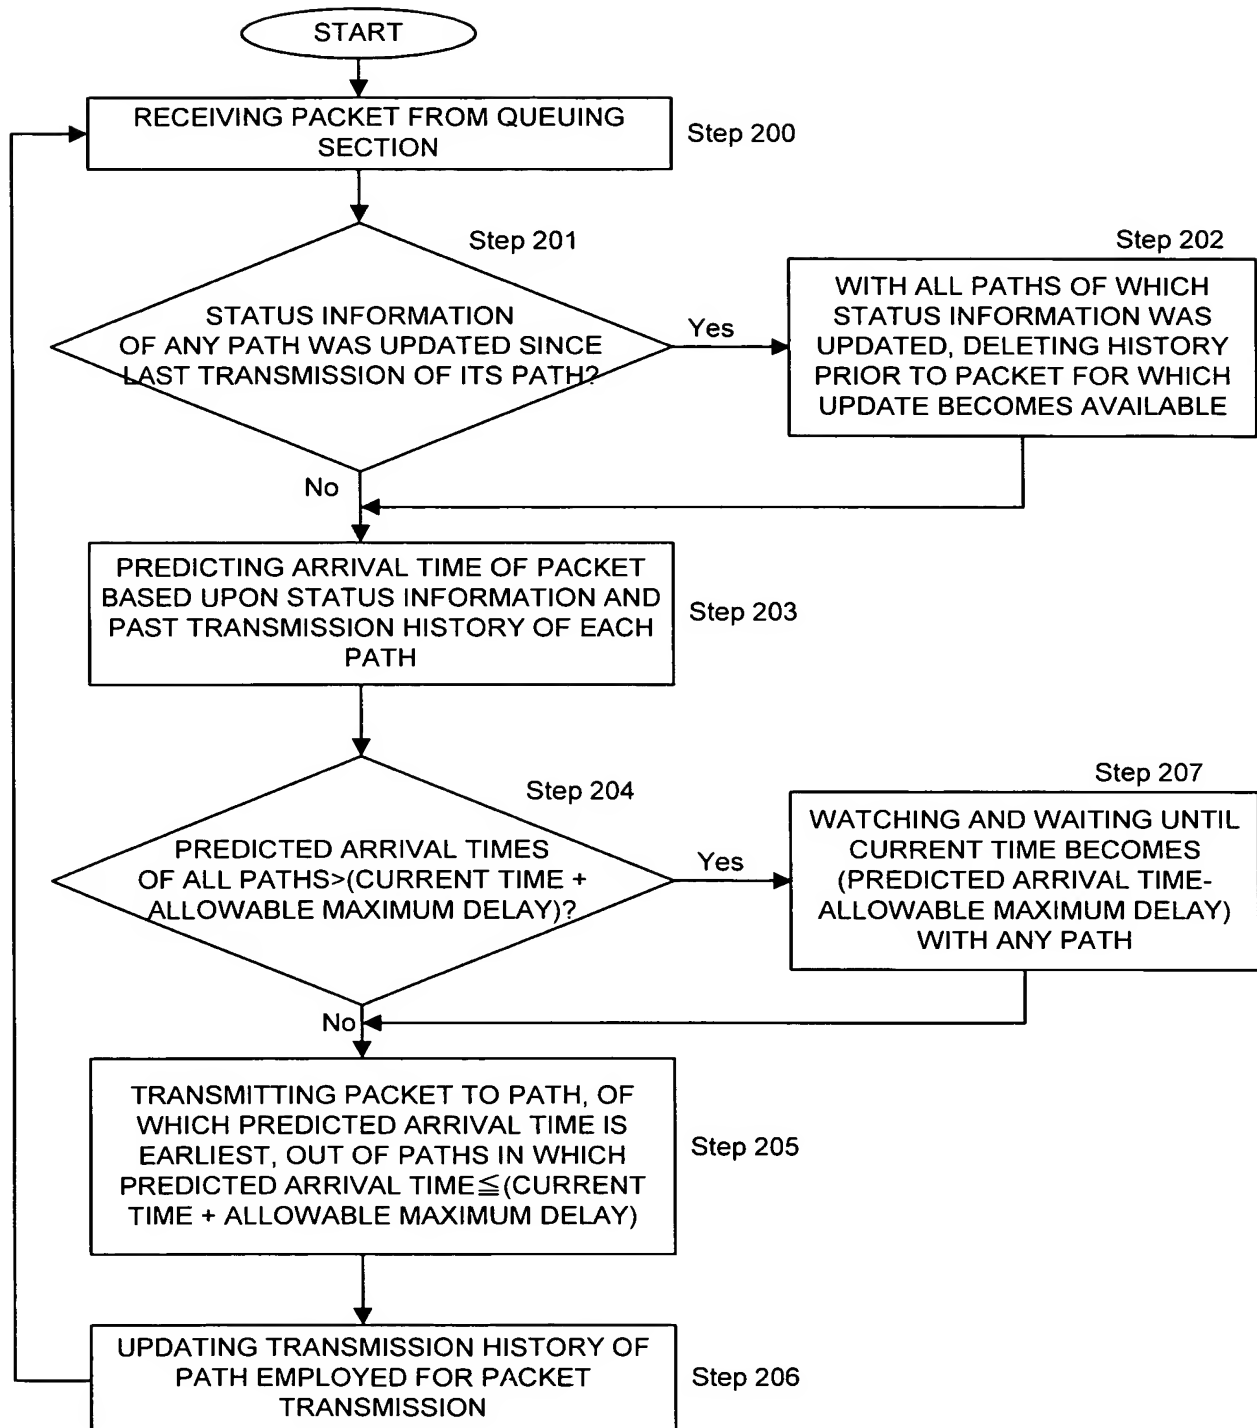 START
RECEIVING PACKET FROM QUEUING
SECTION
Step 200
Step 201
STATUS INFORMATION
OF ANY PATH WAS UPDATED SINCE
LAST TRANSMISSION OF ITS PATH?
Yes
Step 202
WITH ALL PATHS OF WHICH
STATUS INFORMATION WAS
UPDATED, DELETING HISTORY
PRIOR TO PACKET FOR WHICH
UPDATE BECOMES AVAILABLE
No
PREDICTING ARRIVAL TIME OF PACKET
BASED UPON STATUS INFORMATION AND
PAST TRANSMISSION HISTORY OF EACH
PATH
Step 203
Step 204
PREDICTED ARRIVAL TIMES
OF ALL PATHS>(CURRENT TIME +
ALLOWABLE MAXIMUM DELAY)?
Yes
Step 207
WATCHING AND WAITING UNTIL
CURRENT TIME BECOMES
(PREDICTED ARRIVAL TIME-
ALLOWABLE MAXIMUM DELAY)
WITH ANY PATH
No
TRANSMITTING PACKET TO PATH, OF
WHICH PREDICTED ARRIVAL TIME IS
EARLIEST, OUT OF PATHS IN WHICH
PREDICTED ARRIVAL TIME≦(CURRENT
TIME + ALLOWABLE MAXIMUM DELAY)
Step 205
UPDATING TRANSMISSION HISTORY OF
PATH EMPLOYED FOR PACKET
TRANSMISSION
Step 206